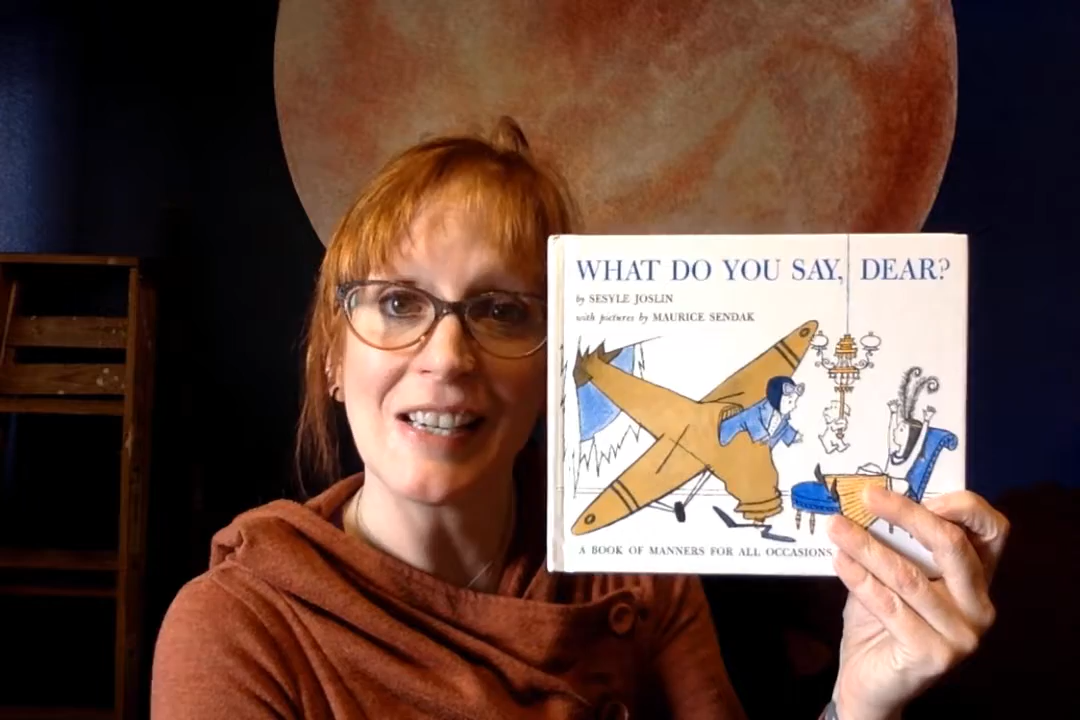 WHAT DO YOU SAY, DEAR?
by SESYLE JOSLIN
with pictures by MAURICE SENDAK
A BOOK OF MANNERS FOR ALL OCCASIONS